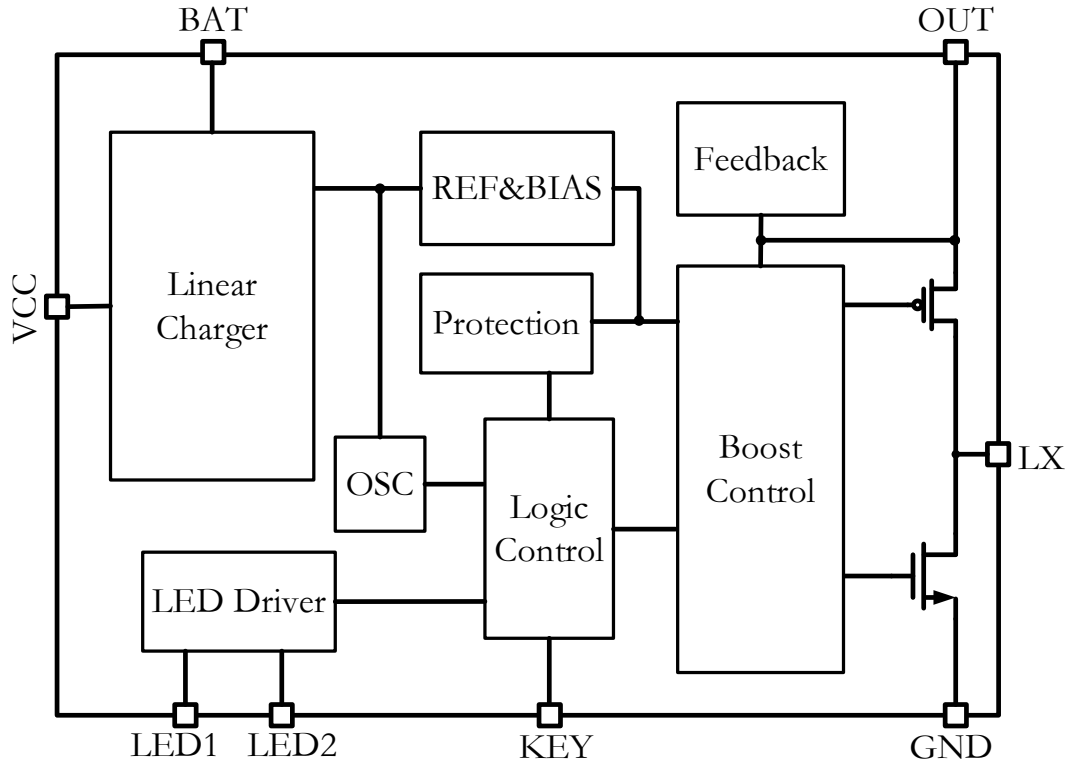 BAT
OUT
Feedback
REF&BIAS
Linear
Charger
VCC
Protection
Boost
Control
LX
OSC
Logic
Control
LED Driver
LED1
LED2
KEY
GND